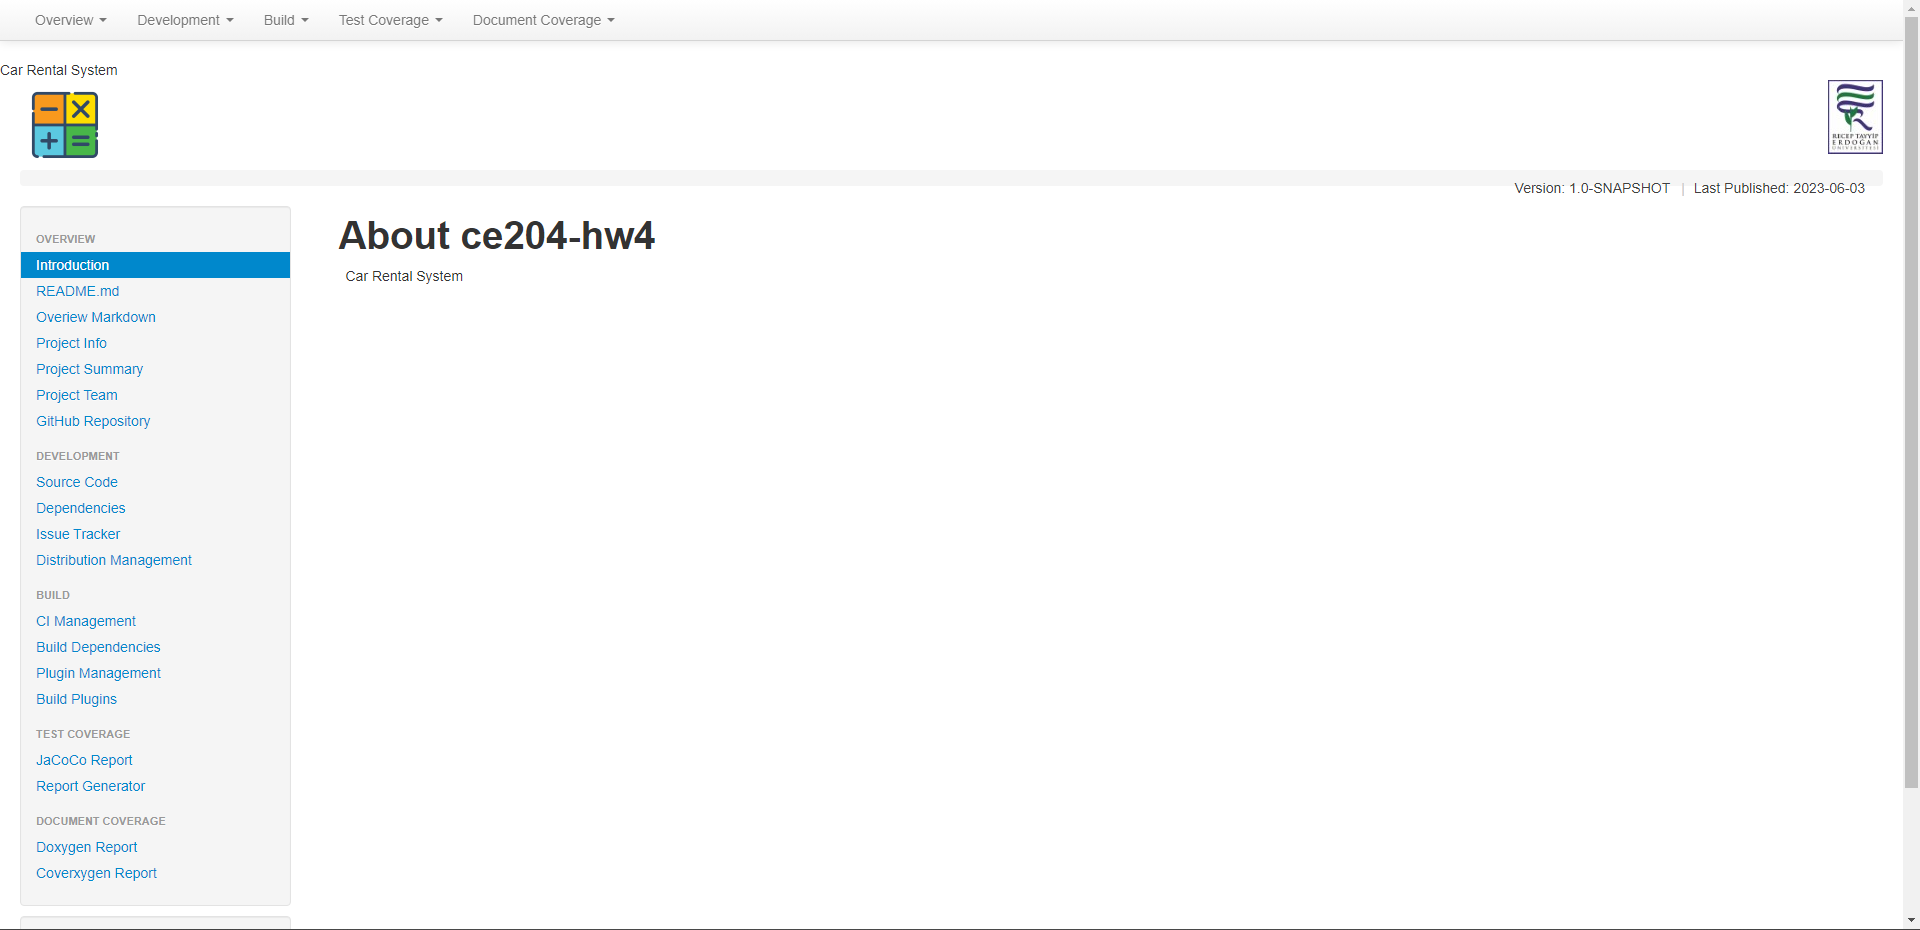 Overview
Development
Build
Test Coverage
Document Coverage
Car Rental System
RECEP TAYYİP
ERDOĞAN
ÜNİVERSİTESİ
Version: 1.0-SNAPSHOT | Last Published: 2023-06-03
OVERVIEW
Introduction
README.md
Overiew Markdown
Project Info
Project Summary
Project Team
GitHub Repository
DEVELOPMENT
Source Code
Dependencies
Issue Tracker
Distribution Management
BUILD
CI Management
Build Dependencies
Plugin Management
Build Plugins
TEST COVERAGE
JaCoCo Report
Report Generator
DOCUMENT COVERAGE
Doxygen Report
Coverxygen Report
About ce204-hw4
Car Rental System